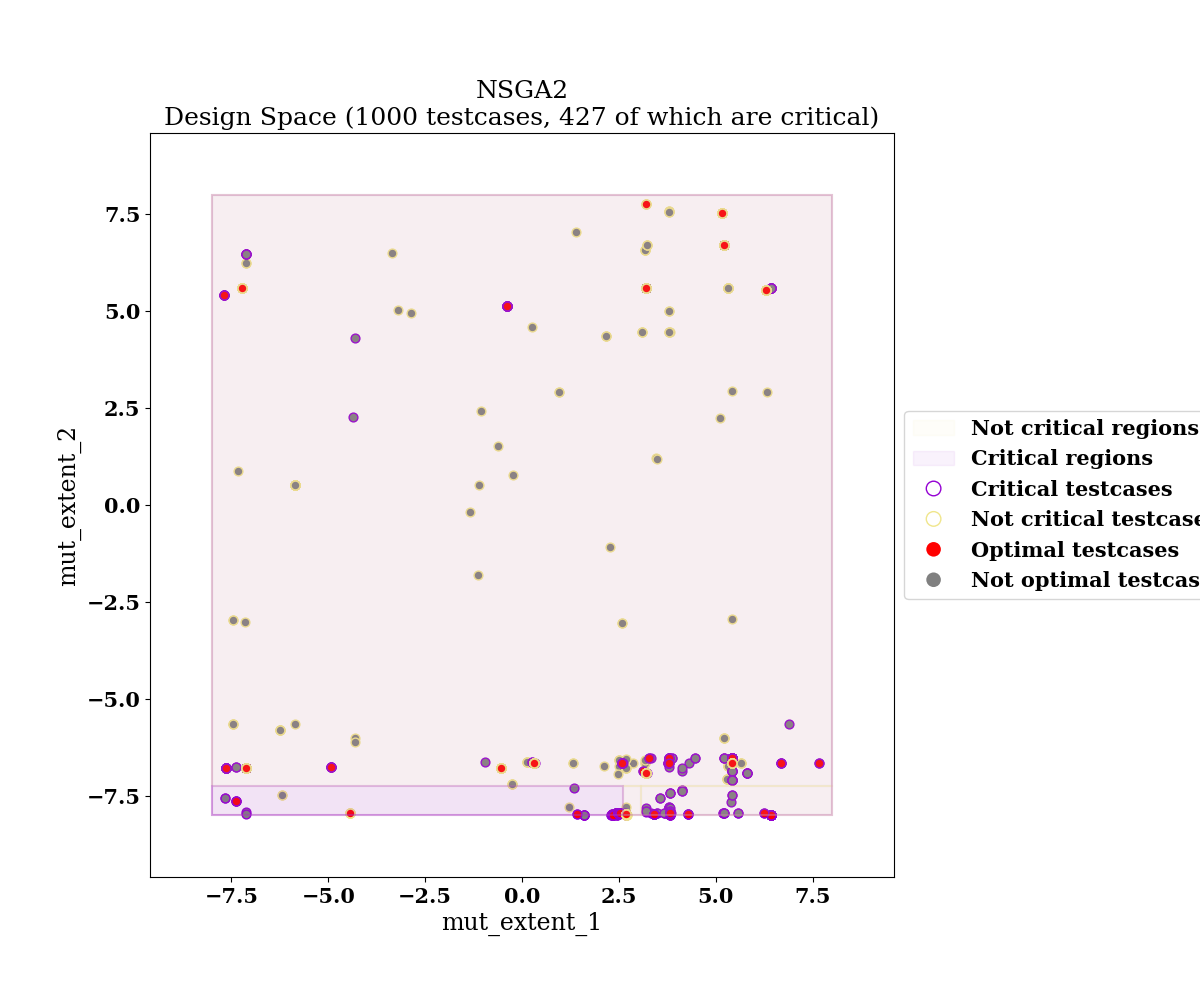 NSGA2
Design Space (1000 testcases, 427 of which are critical)
mut_extent_2
7.5
5.0
2.5
0.0
−2.5
−5.0
−7.5
−7.5 −5.0 −2.5 0.0 2.5 5.0 7.5
mut_extent_1
Not critical regions
Critical regions
Critical testcases
Not critical testcase
Optimal testcases
Not optimal testcas